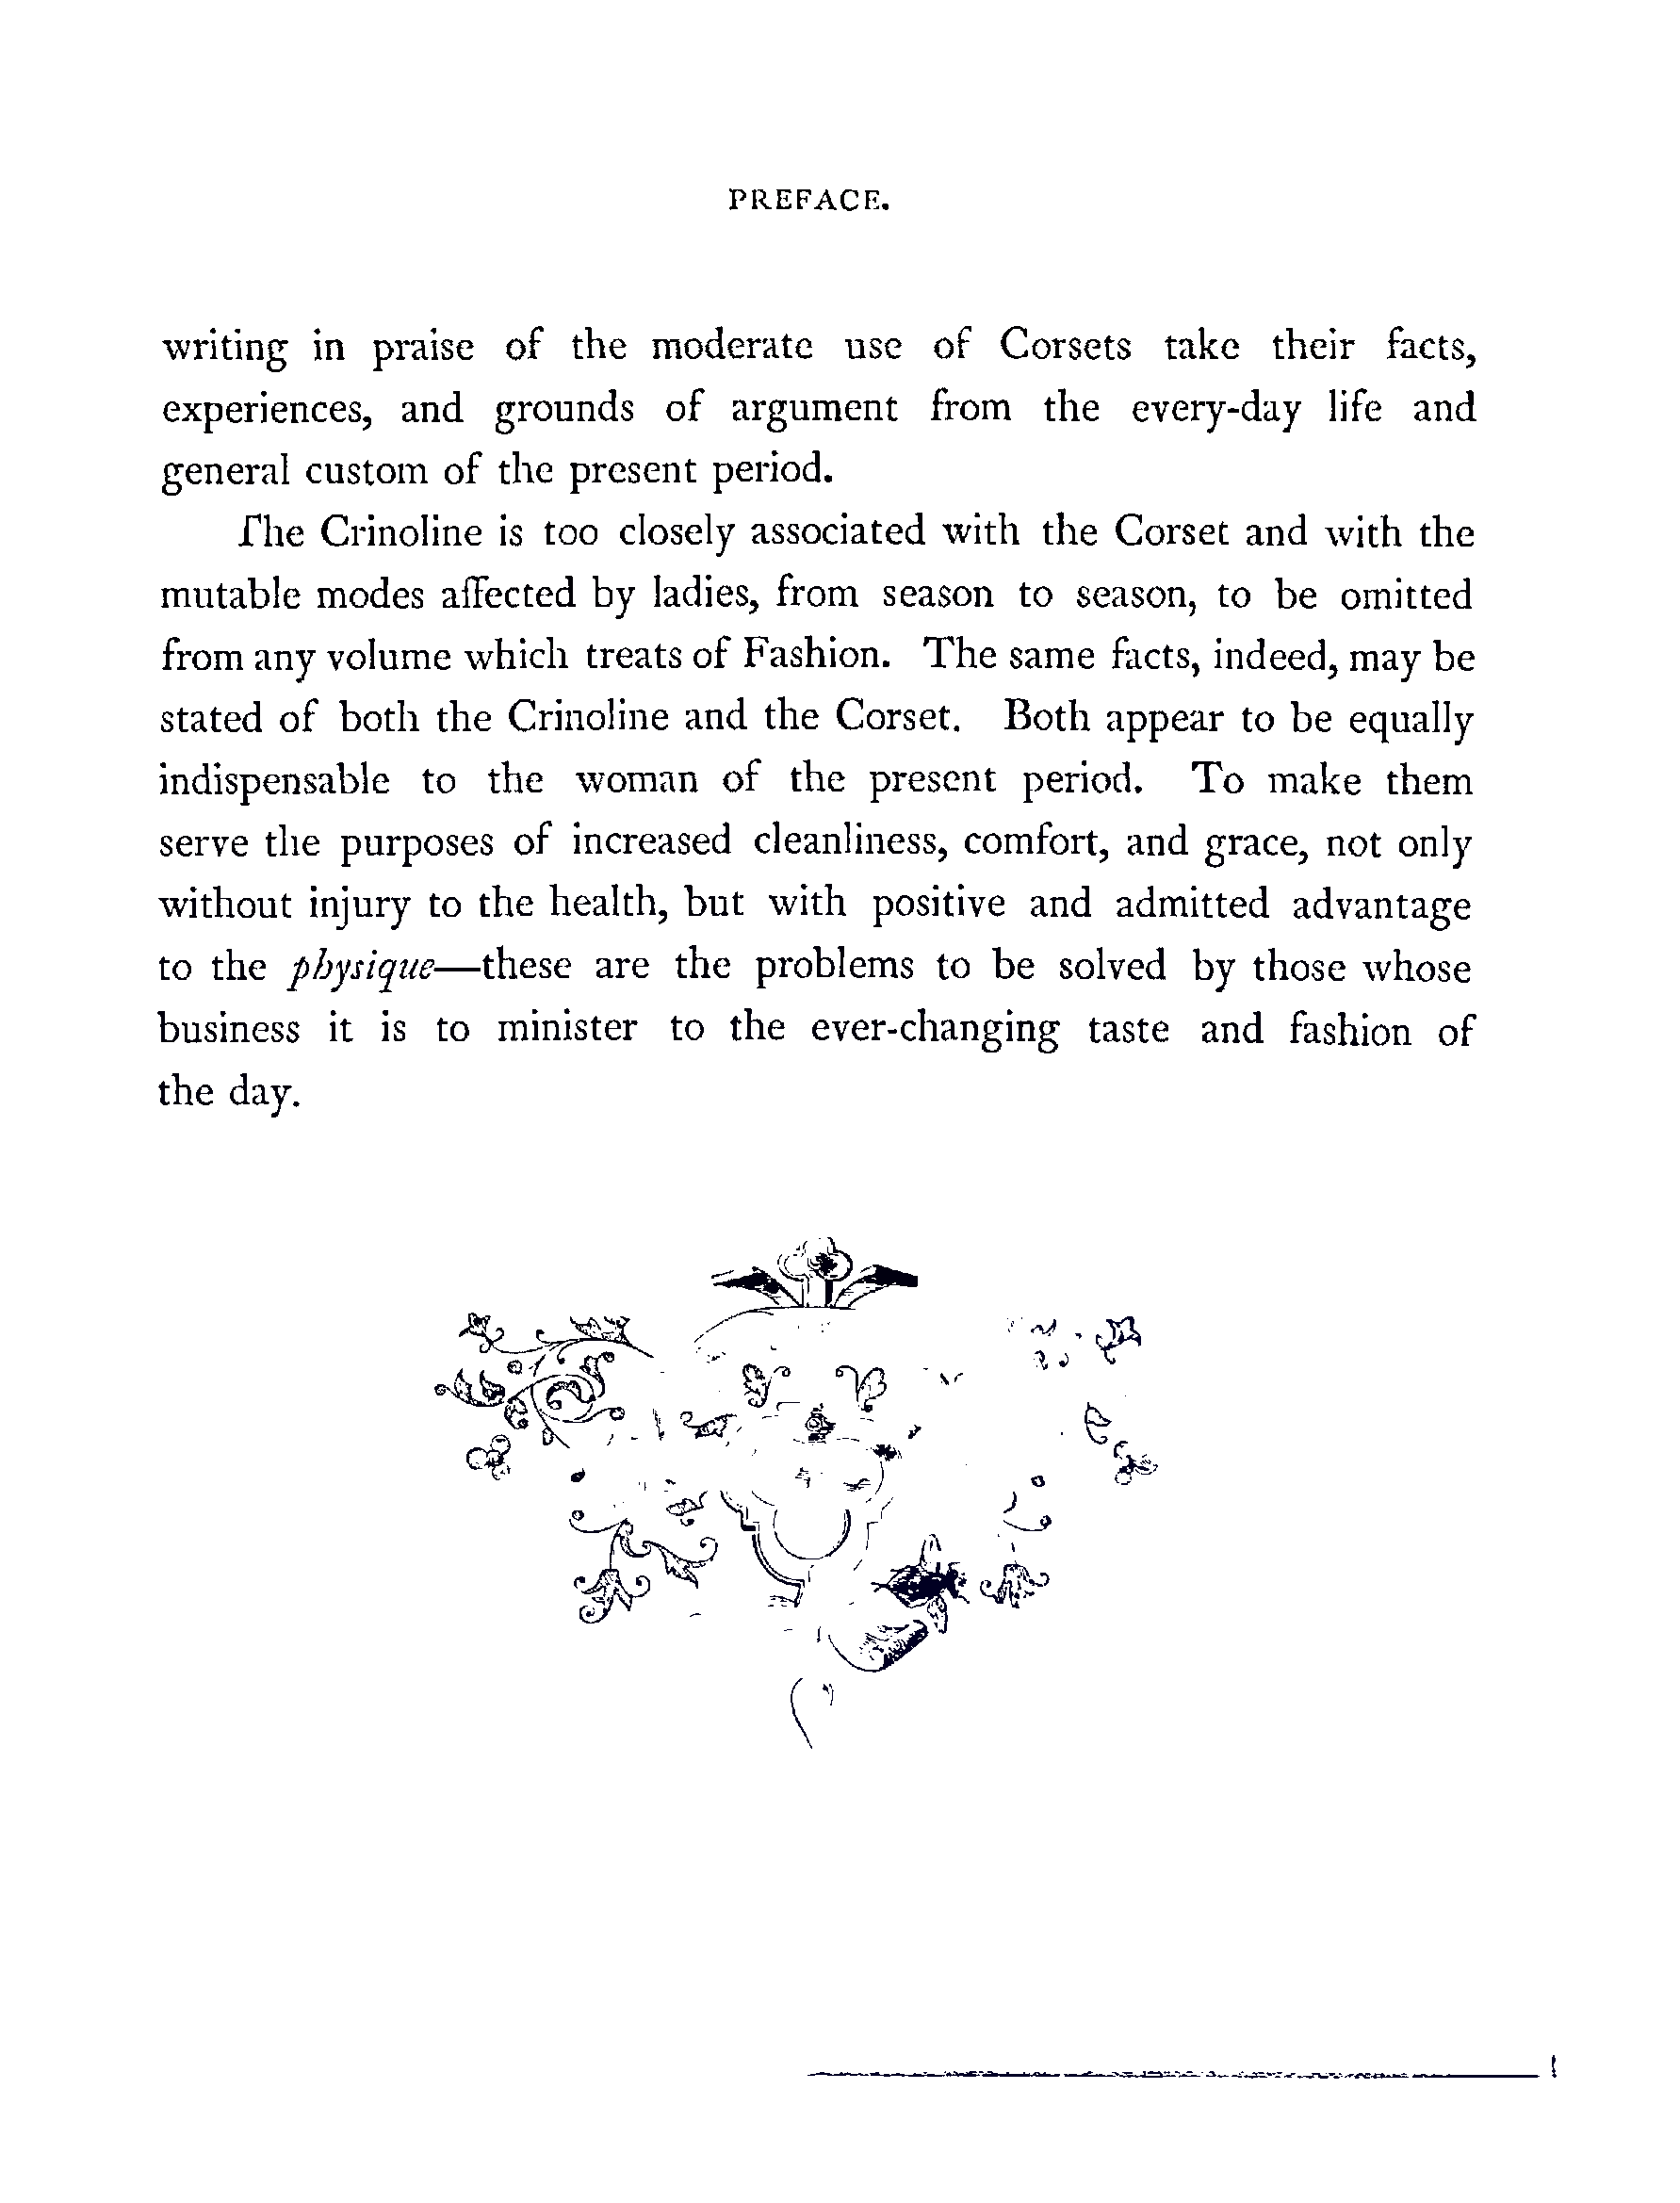 PREFACE.
writing in praise of the moderate use of Corsets take their facts,
experiences, and grounds of argument from the every-day life and
general custom of the present period.
The Crinoline is too closely associated with the Corset and with the
mutable modes affected by ladies, from season to season, to be omitted
from any volume which treats of Fashion. The same facts, indeed, may be
stated of both the Crinoline and the Corset. Both appear to be equally
indispensable to the woman of the present period. To make them
serve the purposes of increased cleanliness, comfort, and grace, not only
without injury to the health, but with positive and admitted advantage
to the physique—these are the problems to be solved by those whose
business it is to minister to the ever-changing taste and fashion of
the day.